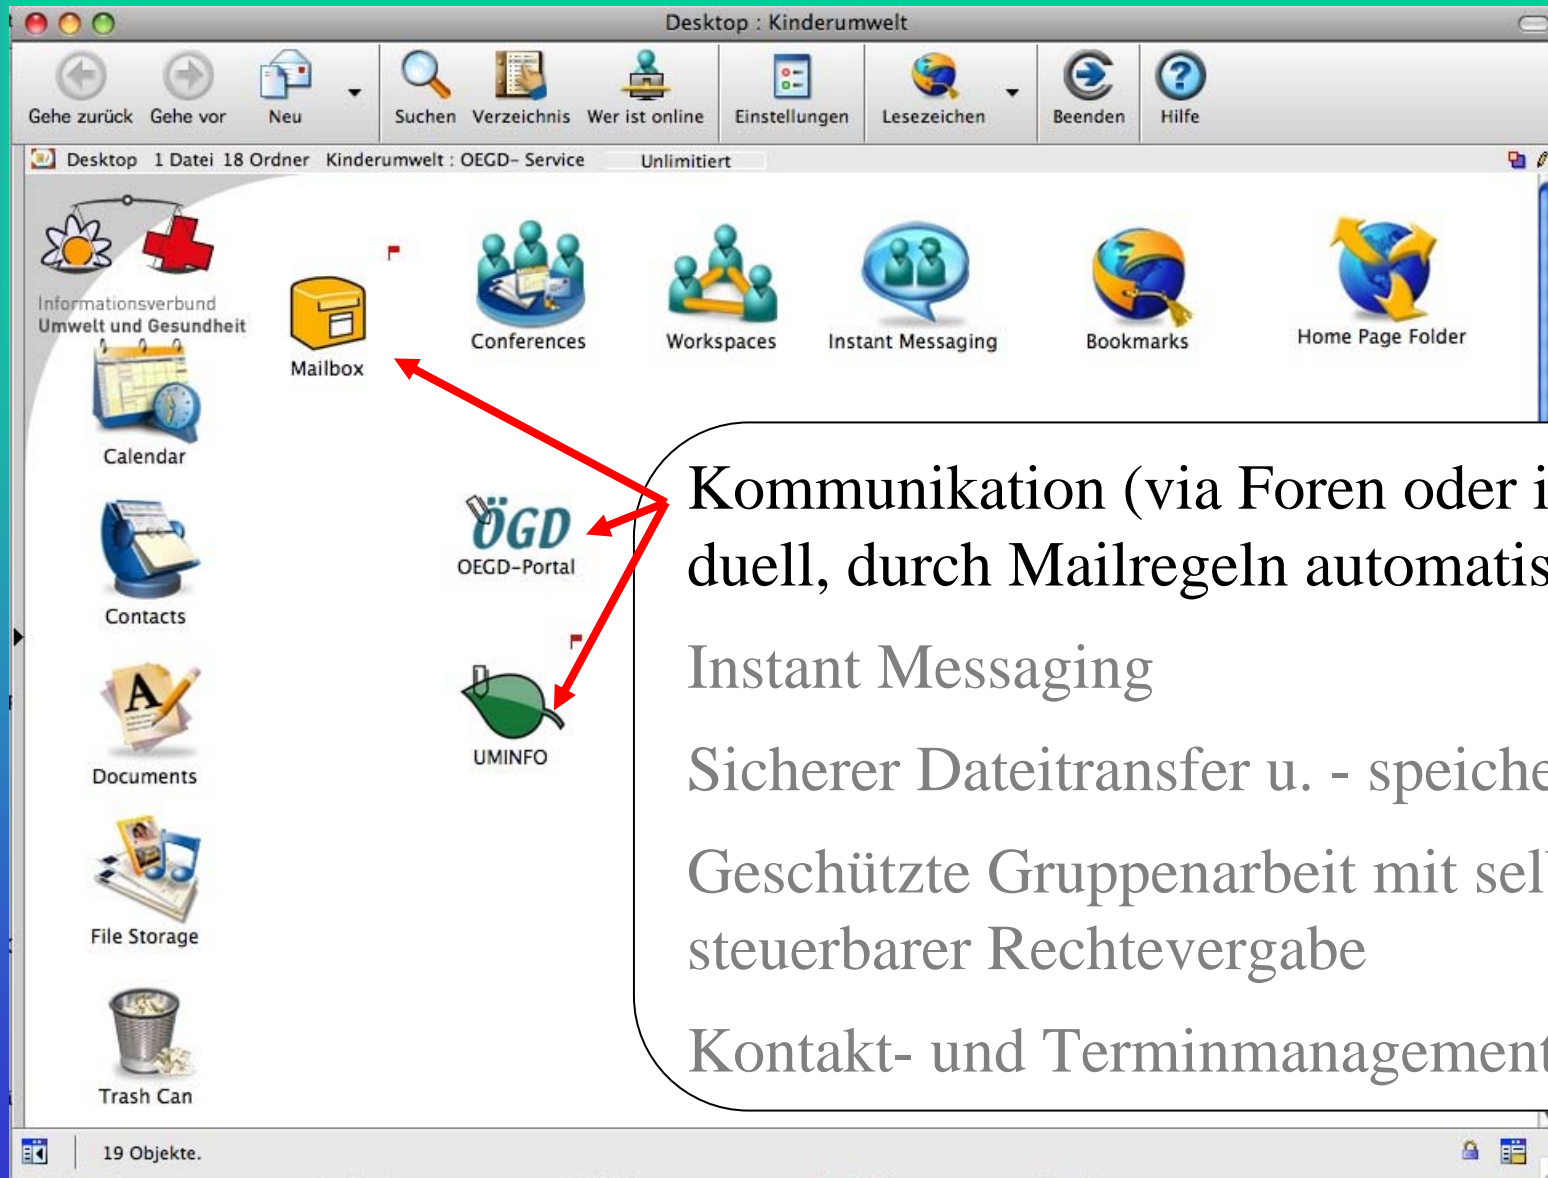 Desktop : Kinderumwelt
Gehe zurück Gehe vor Neu Suchen Verzeichnis Wer ist online Einstellungen Lesezeichen Beenden Hilfe
Desktop 1 Datei 18 Ordner Kinderumwelt : OEGD- Service Unlimitiert
Informationsverbund
Umwelt und Gesundheit
Mailbox
Conferences
Workspaces
Instant Messaging
Bookmarks
Home Page Folder
Calendar
ÖGD
OEGD-Portal
Contacts
UMINFO
Documents
File Storage
Trash Can
Kommunikation (via Foren oder i
duell, durch Mailregeln automatis
Instant Messaging
Sicherer Dateitransfer u. - speiche
Geschützte Gruppenarbeit mit sel
steuerbarer Rechtevergabe
Kontakt- und Terminmanagement
19 Objekte.